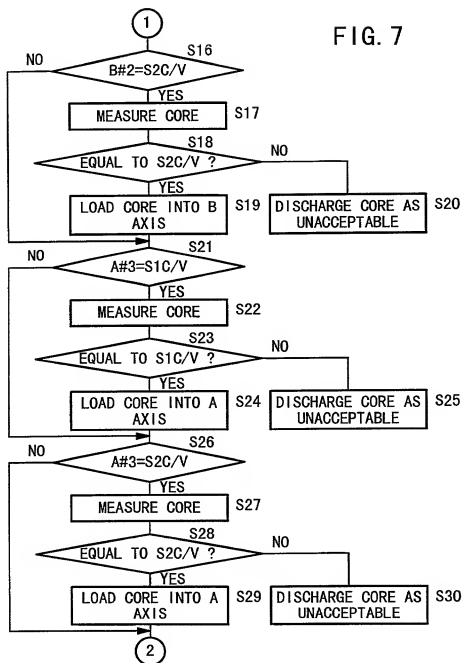 1
FIG. 7
S16
NO
B#2=S2C/V
YES
MEASURE CORE
S17
S18
NO
EQUAL TO S2C/V ?
YES
LOAD CORE INTO B
AXIS
S19
DISCHARGE CORE AS
UNACCEPTABLE
S20
S21
NO
A#3=S1C/V
YES
MEASURE CORE
S22
S23
NO
EQUAL TO S1C/V ?
YES
LOAD CORE INTO A
AXIS
S24
DISCHARGE CORE AS
UNACCEPTABLE
S25
S26
NO
A#3=S2C/V
YES
MEASURE CORE
S27
S28
NO
EQUAL TO S2C/V ?
YES
LOAD CORE INTO A
AXIS
S29
DISCHARGE CORE AS
UNACCEPTABLE
S30
2